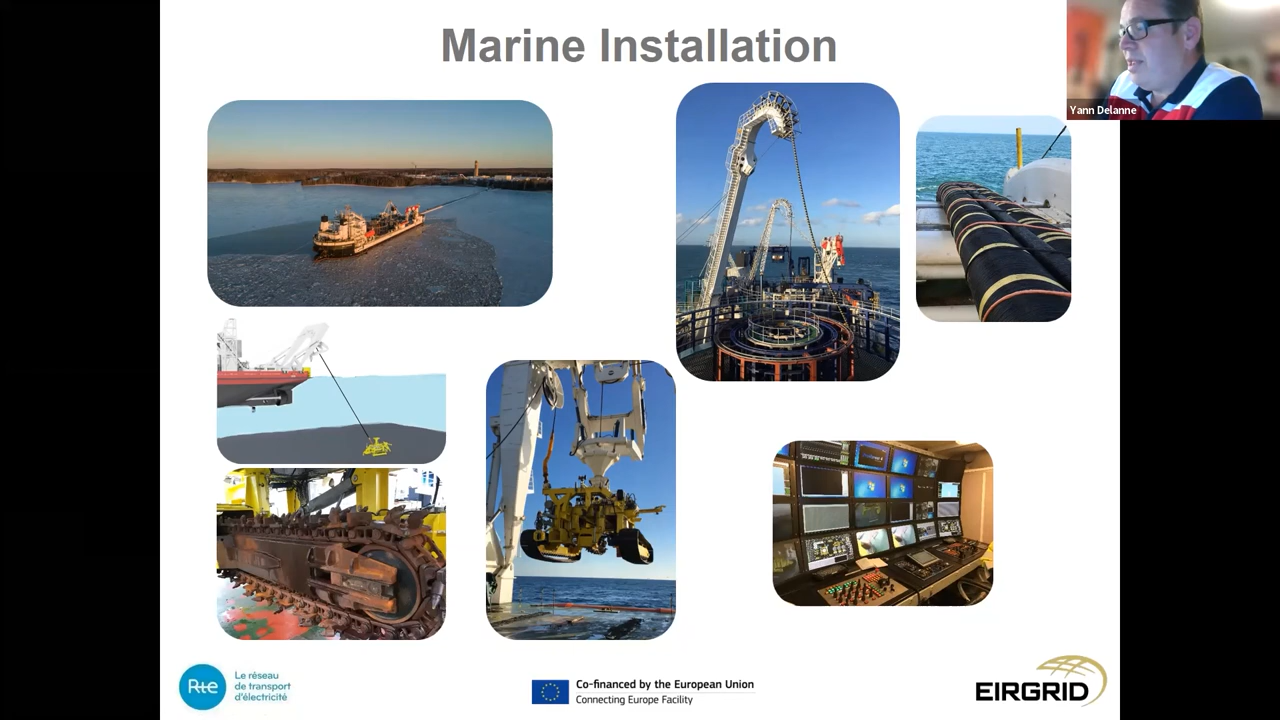 Marine Installation
Yann Delanne
Rte
Le réseau
de transport
d'électricité
Co-financed by the European Union
Connecting Europe Facility
EIRGRID